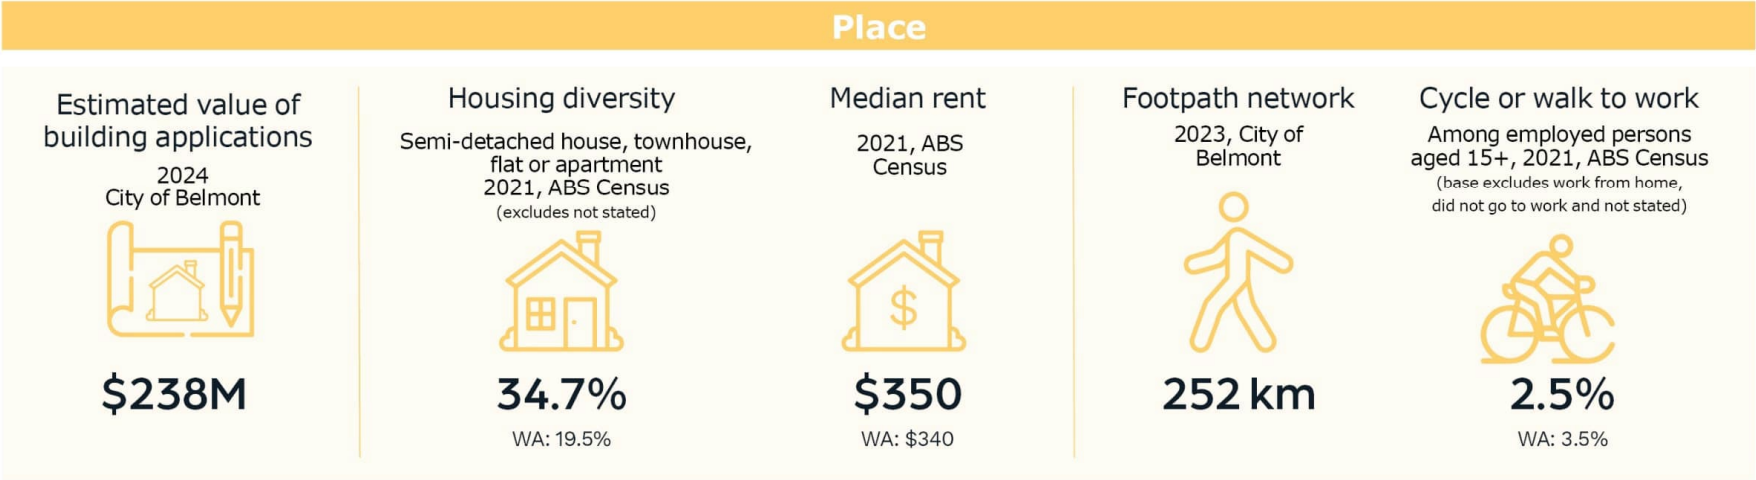 Place
Estimated value of
building applications
2024
City of Belmont
$238M
Housing diversity
Semi-detached house, townhouse,
flat or apartment
2021, ABS Census
(excludes not stated)
34.7%
WA: 19.5%
Median rent
2021, ABS
Census
$
$350
WA: $340
Footpath network
2023, City of
Belmont
252 km
Cycle or walk to work
Among employed persons
aged 15+, 2021, ABS Census
(base excludes work from home,
did not go to work and not stated)
2.5%
WA: 3.5%